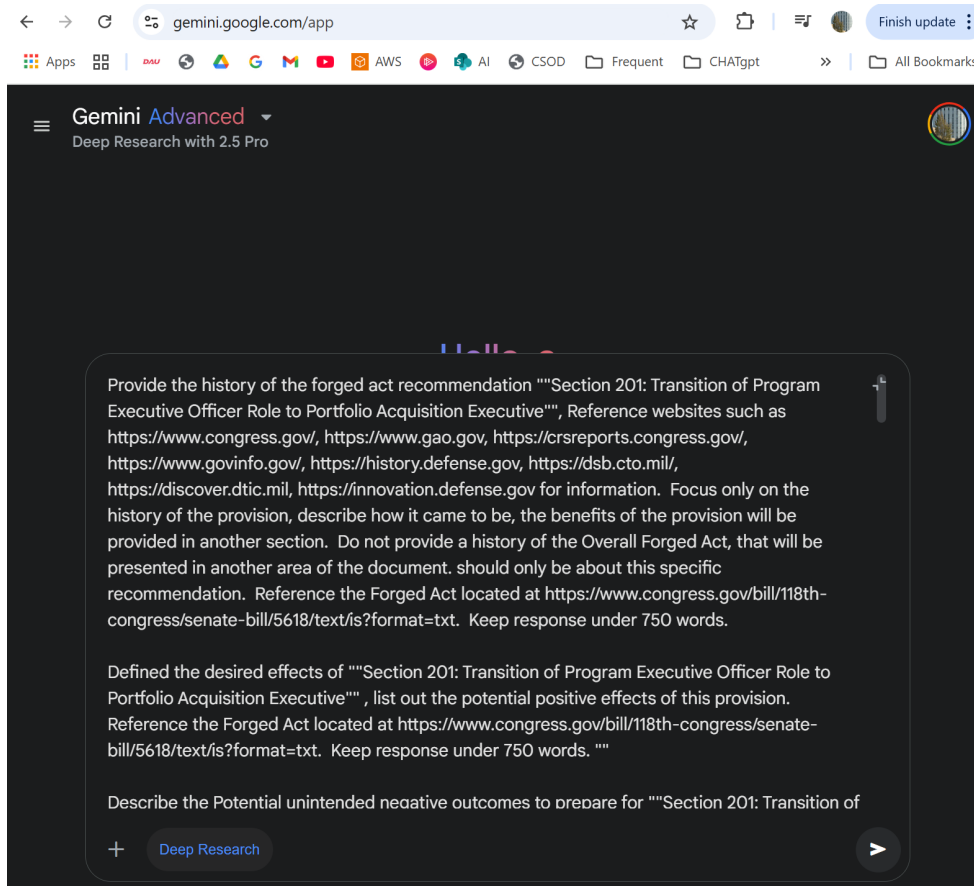 gemini.google.com/app
Finish update
Apps
DAU
AWS
AI
CSOD
Frequent
CHATgpt
»
All Bookmarks
Gemini Advanced
Deep Research with 2.5 Pro
Provide the history of the forged act recommendation ""Section 201: Transition of Program
Executive Officer Role to Portfolio Acquisition Executive"", Reference websites such as
https://www.congress.gov/, https://www.gao.gov, https://crsreports.congress.gov/,
https://www.govinfo.gov/, https://history.defense.gov, https://dsb.cto.mil/,
https://discover.dtic.mil, https://innovation.defense.gov for information.  Focus only on the
history of the provision, describe how it came to be, the benefits of the provision will be
provided in another section.  Do not provide a history of the Overall Forged Act, that will be
presented in another area of the document. should only be about this specific
recommendation.  Reference the Forged Act located at https://www.congress.gov/bill/118th-
congress/senate-bill/5618/text/is?format=txt.  Keep response under 750 words.
Defined the desired effects of ""Section 201: Transition of Program Executive Officer Role to
Portfolio Acquisition Executive"" , list out the potential positive effects of this provision.
Reference the Forged Act located at https://www.congress.gov/bill/118th-congress/senate-
bill/5618/text/is?format=txt.  Keep response under 750 words. ""
Describe the Potential unintended negative outcomes to prepare for ""Section 201: Transition of
Deep Research